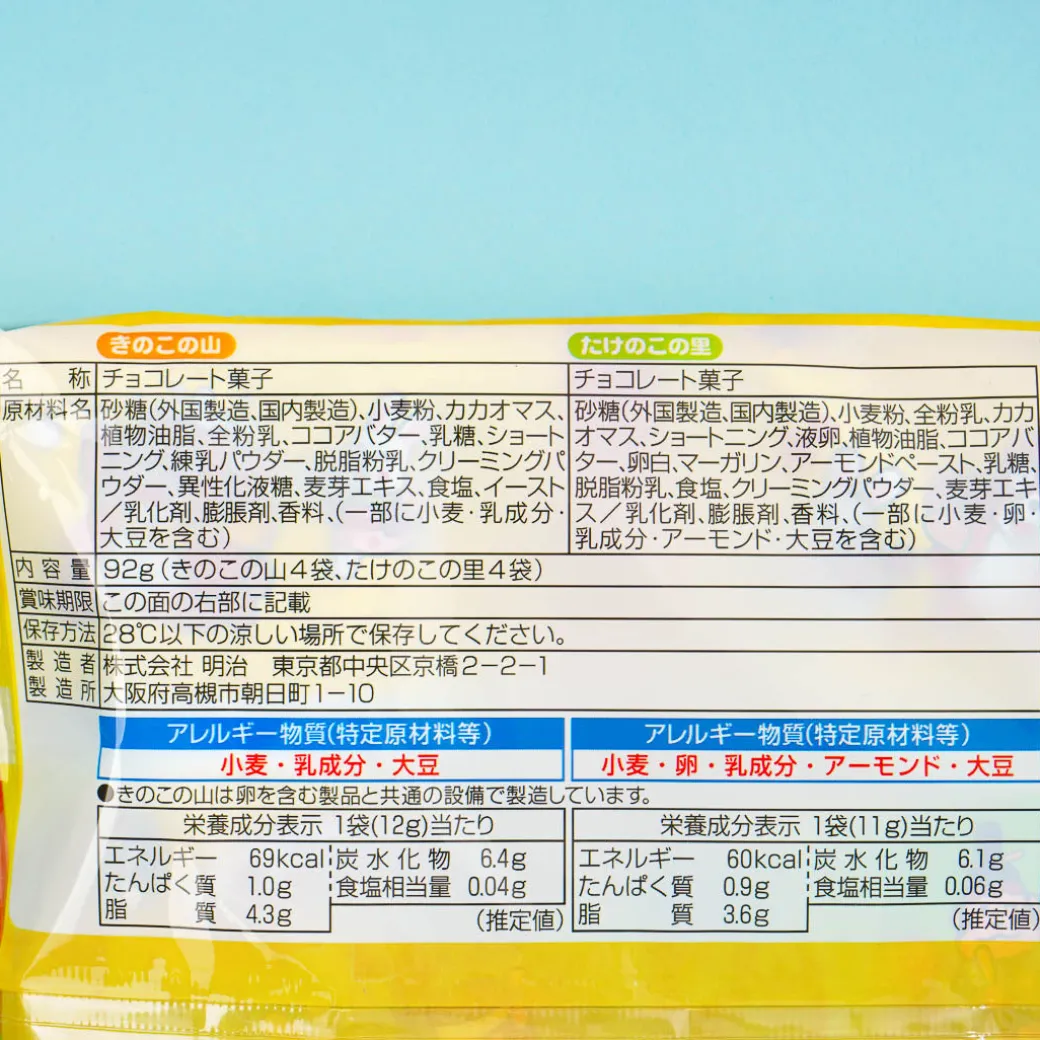 きのこの山 たけのこの里
名 称 チョコレート菓子 チョコレート菓子
原材料名 砂糖(外国製造、国内製造)、小麦粉、カカオマス、 砂糖(外国製造、国内製造)、小麦粉、全粉乳、カカ
植物油脂、全粉乳、ココアバター、乳糖、ショート オマス、ショートニング、液卵、植物油脂、ココアバ
ニング、練乳パウダー、脱脂粉乳、クリーミングパ ター、卵白、マーガリン、アーモンドペースト、乳糖、
ウダー、異性化液糖、麦芽エキス、食塩、イースト 脱脂粉乳、食塩、クリーミングパウダー、麦芽エキ
/乳化剤、膨脹剤、香料、(一部に小麦・乳成分・ ス/乳化剤、膨脹剤、香料、(一部に小麦・卵・
大豆を含む) 乳成分・アーモンド・大豆を含む)
内容量 92g(きのこの山4袋、たけのこの里4袋)
賞味期限 この面の右部に記載
保存方法 28℃以下の涼しい場所で保存してください。
製造者 株式会社 明治 東京都中央区京橋2-2-1
製造所 大阪府高槻市朝日町1-10
アレルギー物質(特定原材料等) アレルギー物質(特定原材料等)
小麦・乳成分・大豆 小麦・卵・乳成分・アーモンド・大豆
●きのこの山は卵を含む製品と共通の設備で製造しています。
栄養成分表示 1袋(12g)当たり 栄養成分表示 1袋(11g)当たり
エネルギー 69kcal 炭水化物 6.4g エネルギー 60kcal 炭水化物 6.1g
たんぱく質 1.0g 食塩相当量 0.04g たんぱく質 0.9g 食塩相当量 0.06g
脂質 4.3g (推定値) 脂質 3.6g (推定値)